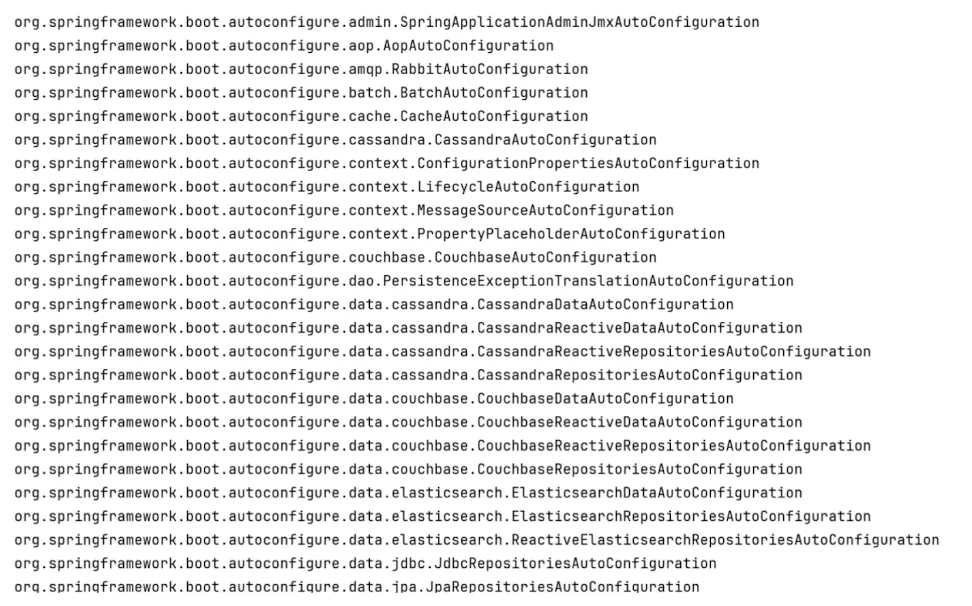 org.springframework.boot.autoconfigure.admin.SpringApplicationAdminJmxAutoConfiguration
org.springframework.boot.autoconfigure.aop.AopAutoConfiguration
org.springframework.boot.autoconfigure.amqp.RabbitAutoConfiguration
org.springframework.boot.autoconfigure.batch.BatchAutoConfiguration
org.springframework.boot.autoconfigure.cache.CacheAutoConfiguration
org.springframework.boot.autoconfigure.cassandra.CassandraAutoConfiguration
org.springframework.boot.autoconfigure.context.ConfigurationPropertiesAutoConfiguration
org.springframework.boot.autoconfigure.context.LifecycleAutoConfiguration
org.springframework.boot.autoconfigure.context.MessageSourceAutoConfiguration
org.springframework.boot.autoconfigure.context.PropertyPlaceholderAutoConfiguration
org.springframework.boot.autoconfigure.couchbase.CouchbaseAutoConfiguration
org.springframework.boot.autoconfigure.dao.PersistenceExceptionTranslationAutoConfiguration
org.springframework.boot.autoconfigure.data.cassandra.CassandraDataAutoConfiguration
org.springframework.boot.autoconfigure.data.cassandra.CassandraReactiveDataAutoConfiguration
org.springframework.boot.autoconfigure.data.cassandra.CassandraReactiveRepositoriesAutoConfiguration
org.springframework.boot.autoconfigure.data.cassandra.CassandraRepositoriesAutoConfiguration
org.springframework.boot.autoconfigure.data.couchbase.CouchbaseDataAutoConfiguration
org.springframework.boot.autoconfigure.data.couchbase.CouchbaseReactiveDataAutoConfiguration
org.springframework.boot.autoconfigure.data.couchbase.CouchbaseReactiveRepositoriesAutoConfiguration
org.springframework.boot.autoconfigure.data.couchbase.CouchbaseRepositoriesAutoConfiguration
org.springframework.boot.autoconfigure.data.elasticsearch.ElasticsearchDataAutoConfiguration
org.springframework.boot.autoconfigure.data.elasticsearch.ElasticsearchRepositoriesAutoConfiguration
org.springframework.boot.autoconfigure.data.elasticsearch.ReactiveElasticsearchRepositoriesAutoConfiguration
org.springframework.boot.autoconfigure.data.jdbc.JdbcRepositoriesAutoConfiguration
org.springframework.boot.autoconfigure.data.jpa.JpaRepositoriesAutoConfiguration